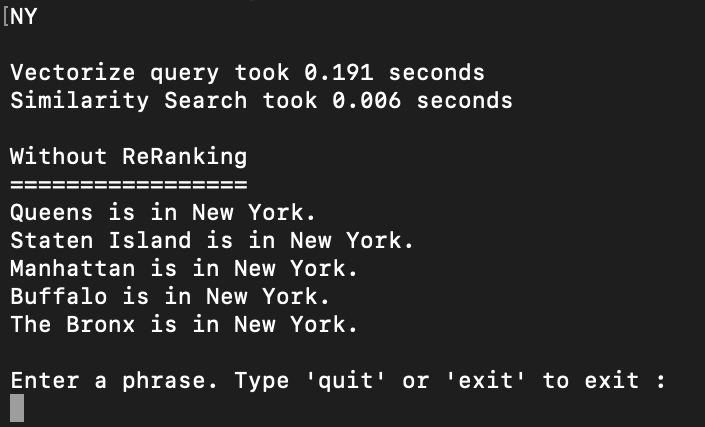 [NY
Vectorize query took 0.191 seconds
Similarity Search took 0.006 seconds
Without ReRanking
=================
Queens is in New York.
Staten Island is in New York.
Manhattan is in New York.
Buffalo is in New York.
The Bronx is in New York.
Enter a phrase. Type 'quit' or 'exit' to exit :